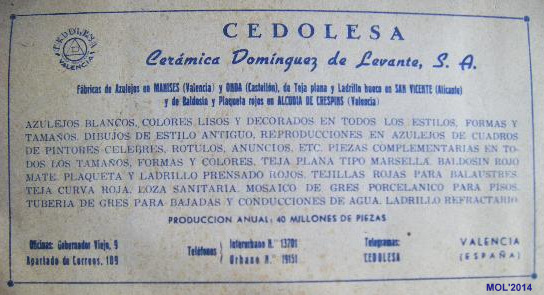 CEDOLESA
VALENCIA
CEDOLESA
Cerámica Domínguez de Levante, S. A.
Fábricas de Azulejos en MANISES (Valencia) y ONDA (Castellón), de Teja plana y Ladrillo hueco en SAN VICENTE (Alicante)
y de Baldosín y Plaqueta rojos en ALCUDIA DE CRESPINS (Valencia)
AZULEJOS BLANCOS, COLORES LISOS Y DECORADOS EN TODOS LOS ESTILOS, FORMAS Y
TAMAÑOS. DIBUJOS DE ESTILO ANTIGUO, REPRODUCCIONES EN AZULEJOS DE CUADROS
DE PINTORES CELEBRES, ROTULOS, ANUNCIOS, ETC. PIEZAS COMPLEMENTARIAS EN TO-
DOS LOS TAMAÑOS, FORMAS Y COLORES. TEJA PLANA TIPO MARSELLA. BALDOSIN ROJO
MATE. PLAQUETA Y LADRILLO PRENSADO ROJOS. TEJILLAS ROJAS PARA BALAUSTRES.
TEJA CURVA ROJA. LOZA SANITARIA. MOSAICO DE GRES PORCELANICO PARA PISOS.
TUBERIA DE GRES PARA BAJADAS Y CONDUCCIONES DE AGUA. LADRILLO REFRACTARIO
PRODUCCION ANUAL: 40 MILLONES DE PIEZAS
Oficinas: Gobernador Viejo, 9
Apartado de Correos, 109
Teléfonos
Interurbano N.° 13701
Urbano N.° 19151
Telegramas:
CEDOLESA
VALENCIA
(ESPAÑA)
MOL'2014